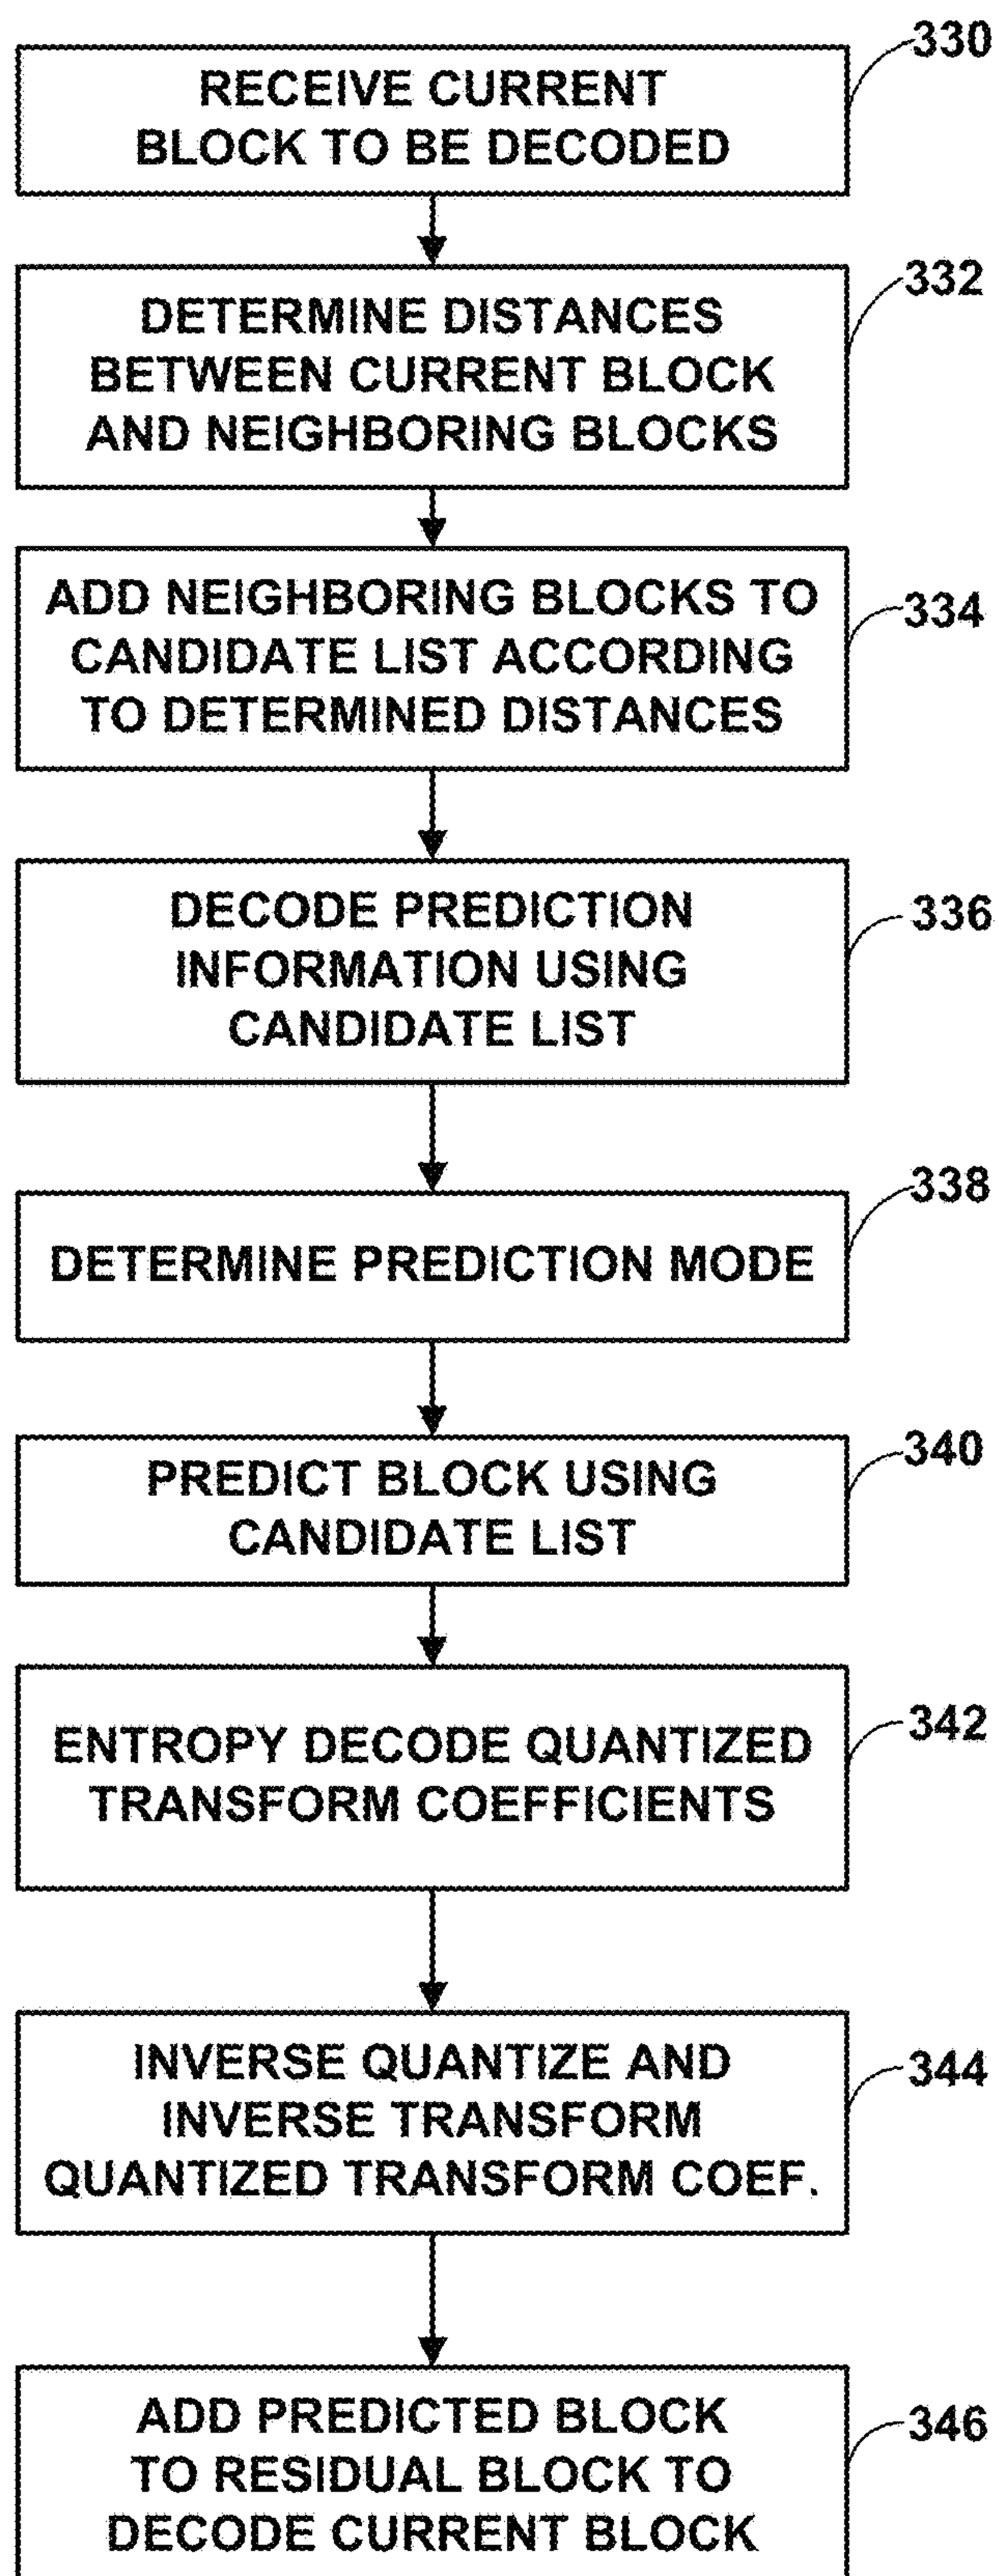 330
RECEIVE CURRENT
BLOCK TO BE DECODED
332
DETERMINE DISTANCES
BETWEEN CURRENT BLOCK
AND NEIGHBORING BLOCKS
334
ADD NEIGHBORING BLOCKS TO
CANDIDATE LIST ACCORDING
TO DETERMINED DISTANCES
336
DECODE PREDICTION
INFORMATION USING
CANDIDATE LIST
338
DETERMINE PREDICTION MODE
340
PREDICT BLOCK USING
CANDIDATE LIST
342
ENTROPY DECODE QUANTIZED
TRANSFORM COEFFICIENTS
344
INVERSE QUANTIZE AND
INVERSE TRANSFORM
QUANTIZED TRANSFORM COEF.
346
ADD PREDICTED BLOCK
TO RESIDUAL BLOCK TO
DECODE CURRENT BLOCK